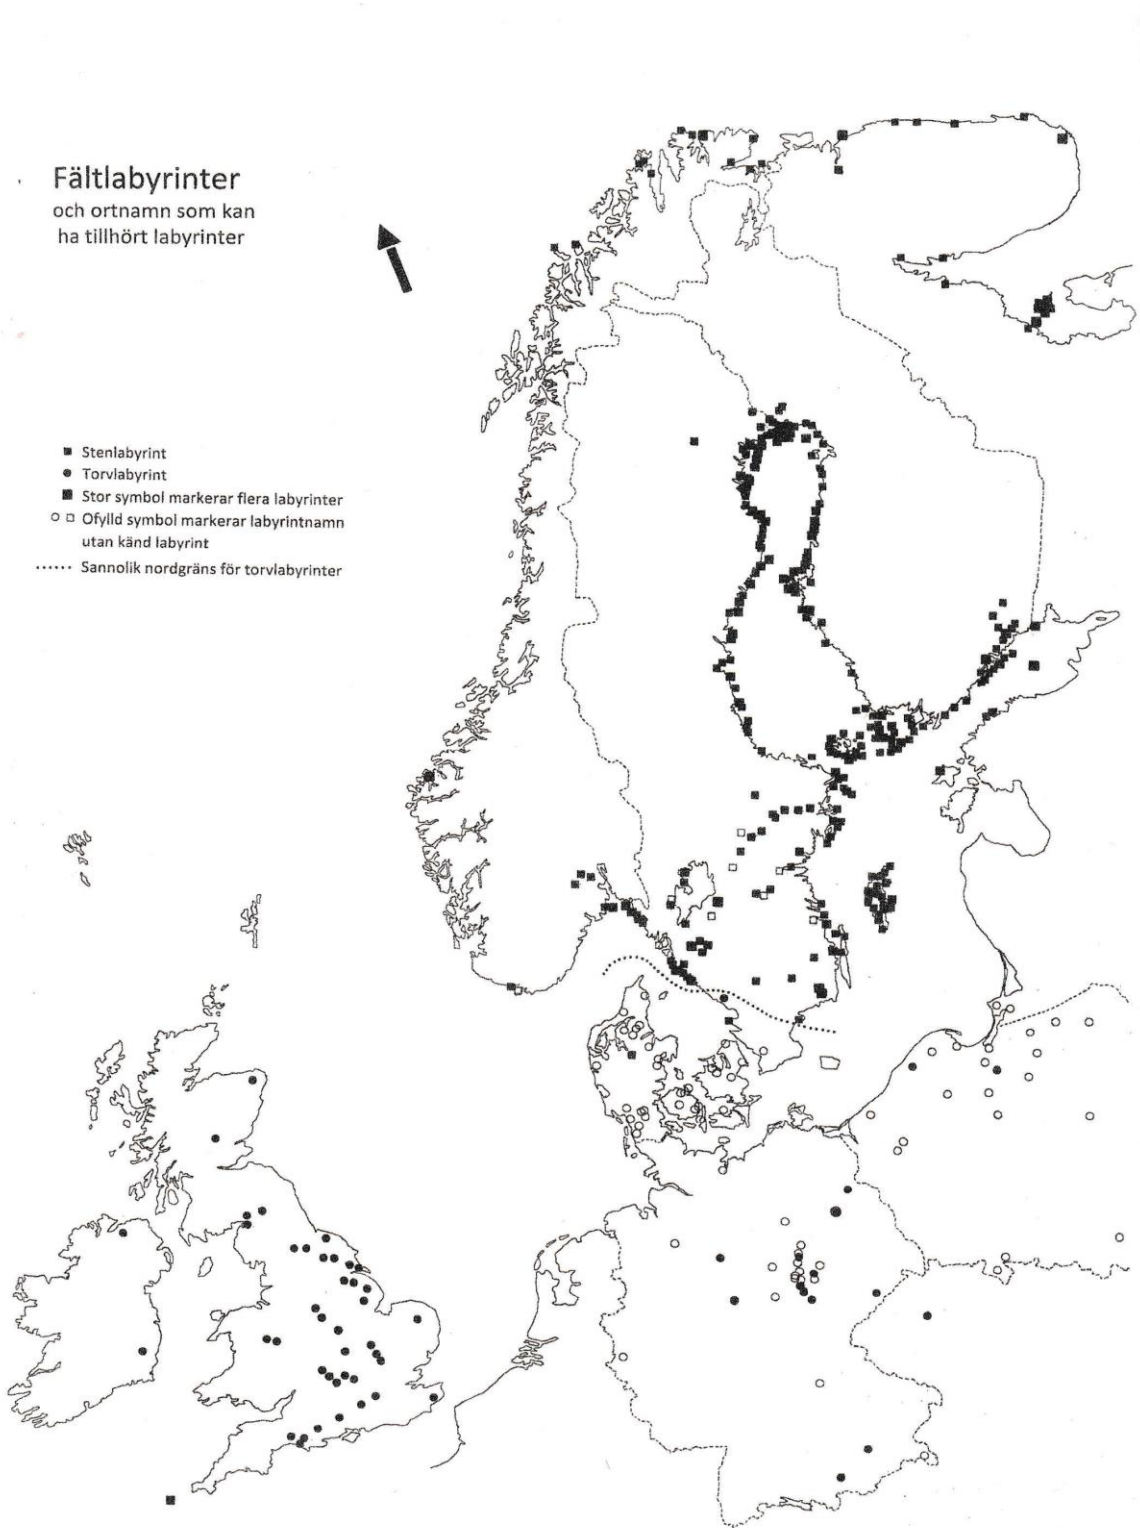 Fältlabyrinter
och ortnamn som kan
ha tillhört labyrinter
Stenlabyrint
Torvlabyrint
Stor symbol markerar flera labyrinter
Ofylld symbol markerar labyrintnamn
utan känd labyrint
Sannolik nordgräns för torvlabyrinter